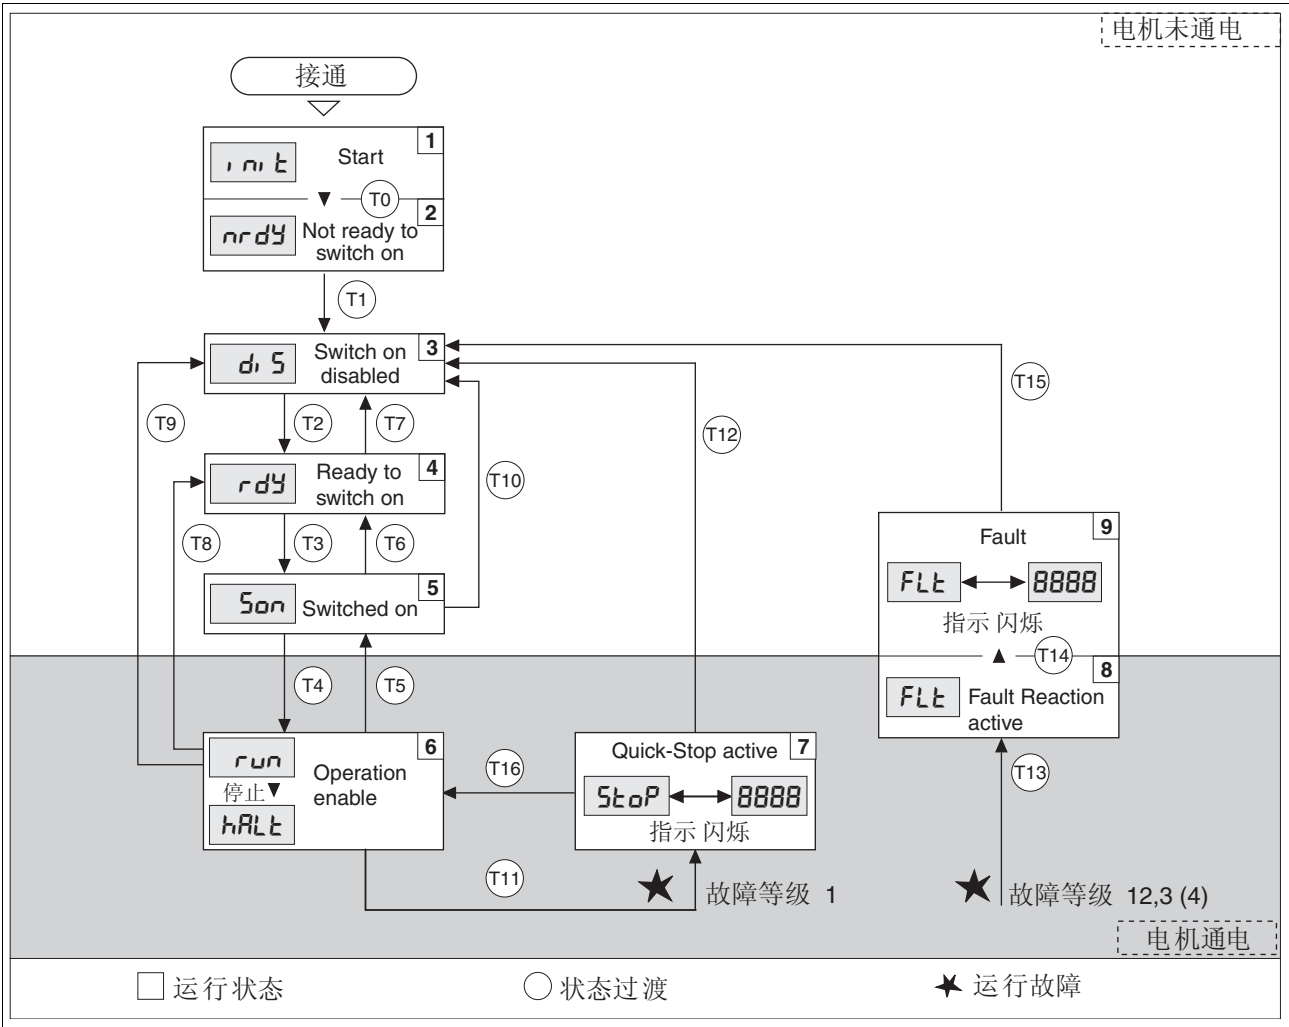 电机未通电
接通
1
init
Start
T0
2
nrdy
Not ready to
switch on
T1
3
diS
Switch on
disabled
T15
T9
T2
T7
T12
4
rdy
Ready to
switch on
T10
T8
T3
T6
9
Fault
FLt
8888
指示 闪烁
5
Son
Switched on
T14
8
FLt
Fault Reaction
active
T4
T5
6
run
Operation
enable
停止
hALt
T16
7
Quick-Stop active
StoP
8888
指示 闪烁
T13
T11
故障等级 1
故障等级 12,3 (4)
电机通电
运行状态
状态过渡
运行故障